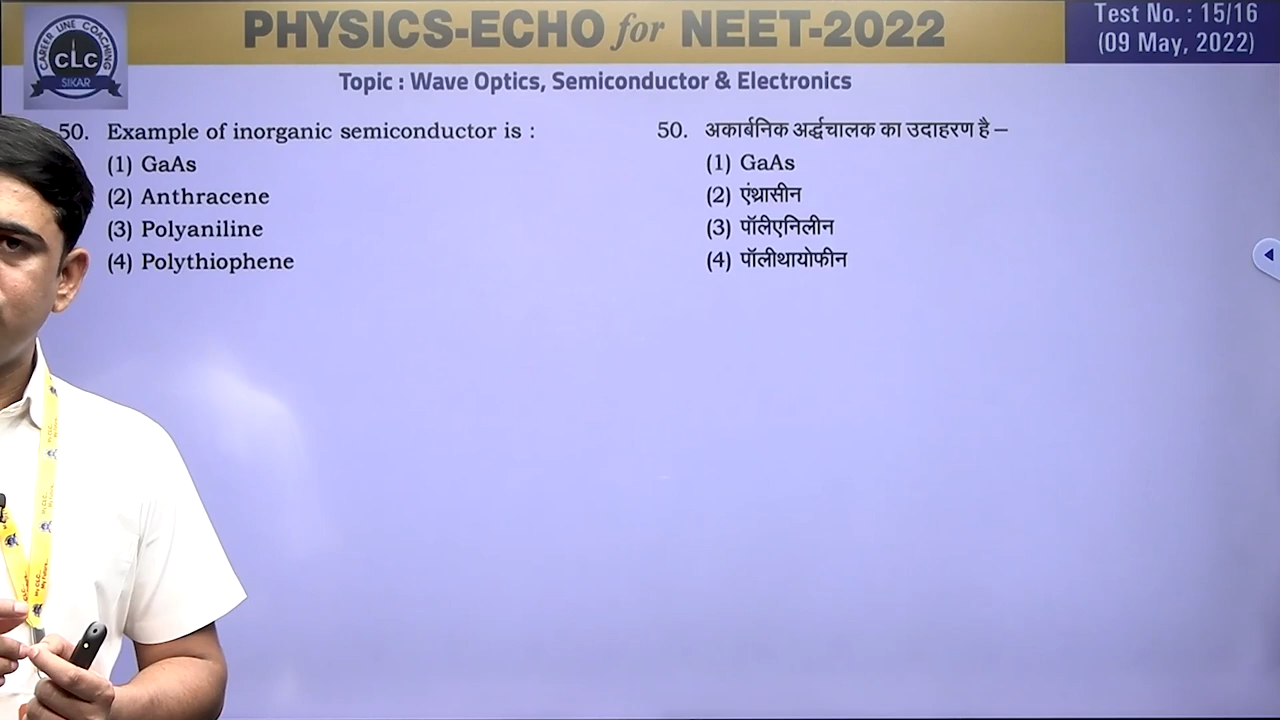 PHYSICS-ECHO for NEET-2022
Test No. : 15/16
(09 May, 2022)
CAREER LINE COACHING
CLC
SIKAR
Topic : Wave Optics, Semiconductor & Electronics
50. Example of inorganic semiconductor is :
(1) GaAs
(2) Anthracene
(3) Polyaniline
(4) Polythiophene
50. अकार्बनिक अर्द्धचालक का उदाहरण है –
(1) GaAs
(2) एंथ्रासीन
(3) पॉलीएनिलीन
(4) पॉलीथायोफीन